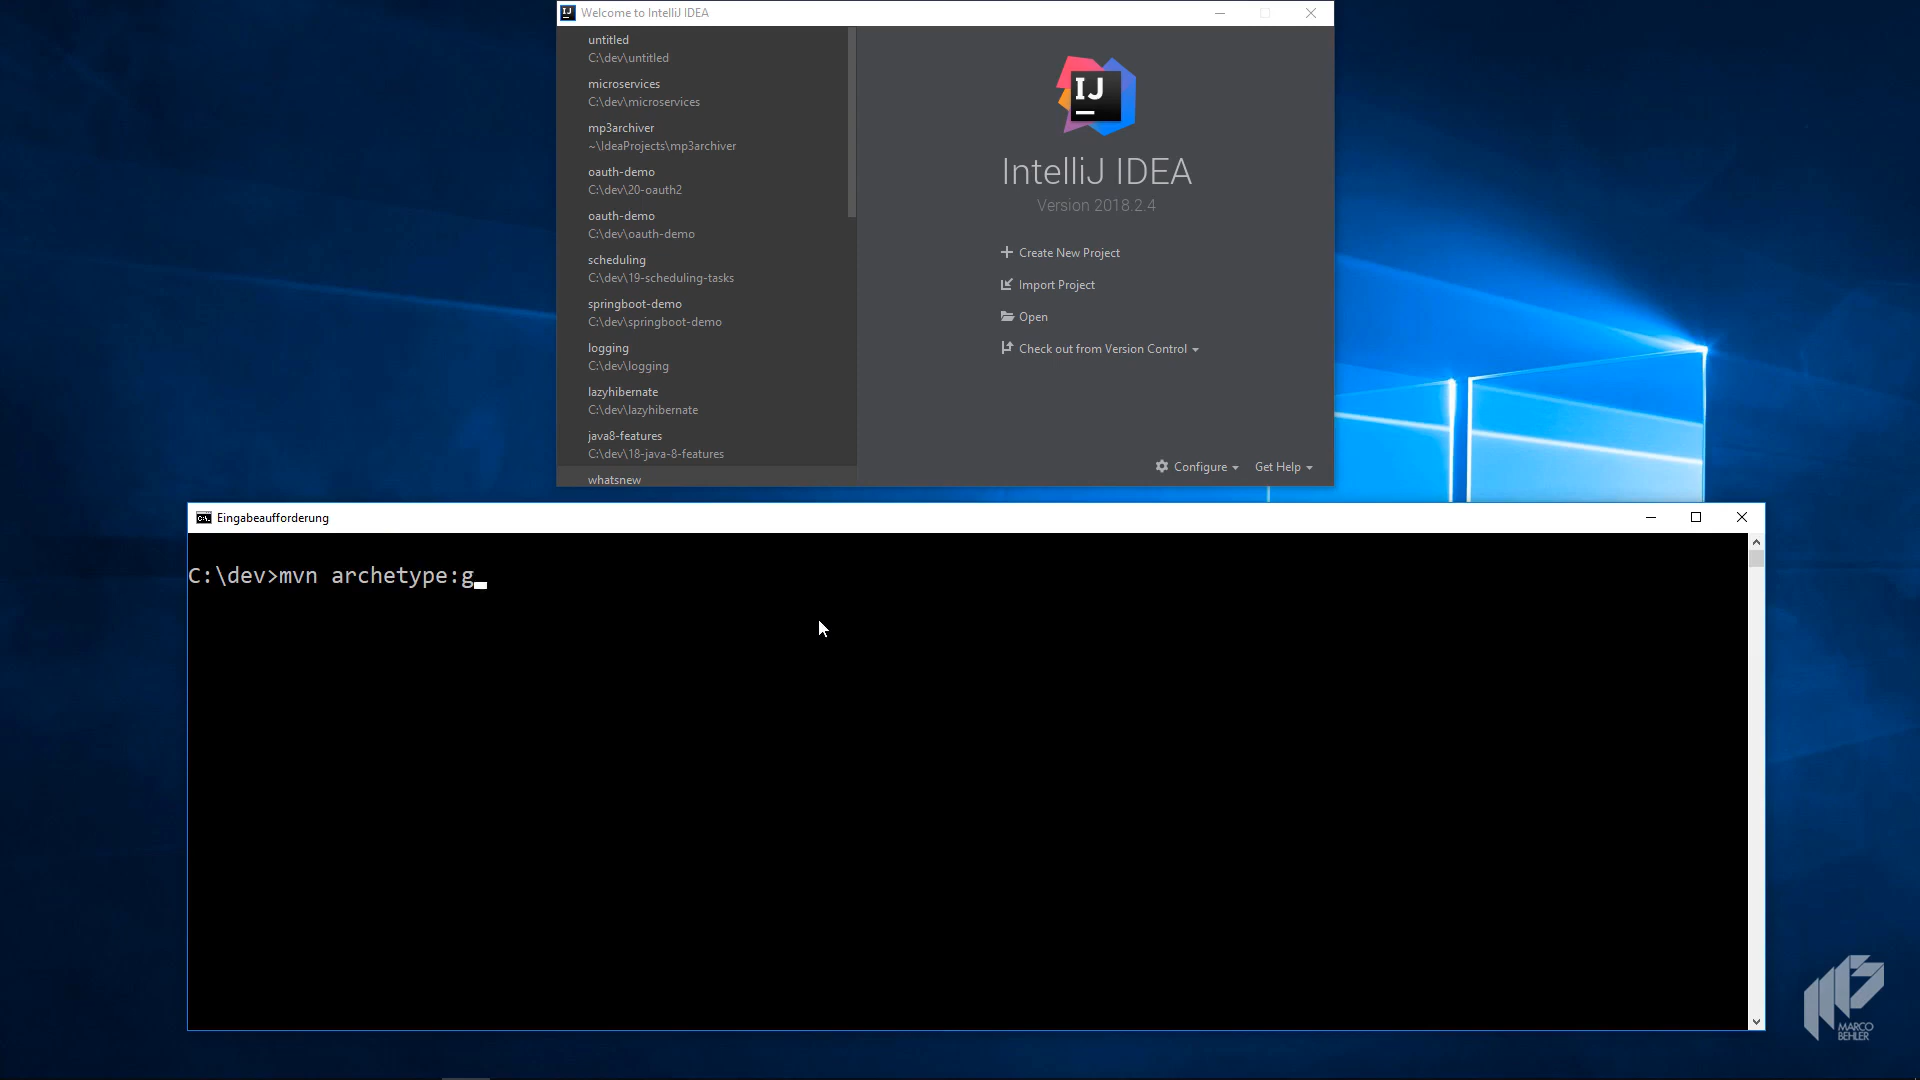 Welcome to IntelliJ IDEA
untitled
C:\dev\untitled
microservices
C:\dev\microservices
mp3archiver
~\IdeaProjects\mp3archiver
oauth-demo
C:\dev\20-oauth2
oauth-demo
C:\dev\oauth-demo
scheduling
C:\dev\19-scheduling-tasks
springboot-demo
C:\dev\springboot-demo
logging
C:\dev\logging
lazyhibernate
C:\dev\lazyhibernate
java8-features
C:\dev\18-java-8-features
whatsnew
IJ
IntelliJ IDEA
Version 2018.2.4
Create New Project
Import Project
Open
Check out from Version Control
Configure
Get Help
Eingabeaufforderung
C:\dev>mvn archetype:g
MARCO
BEHLER